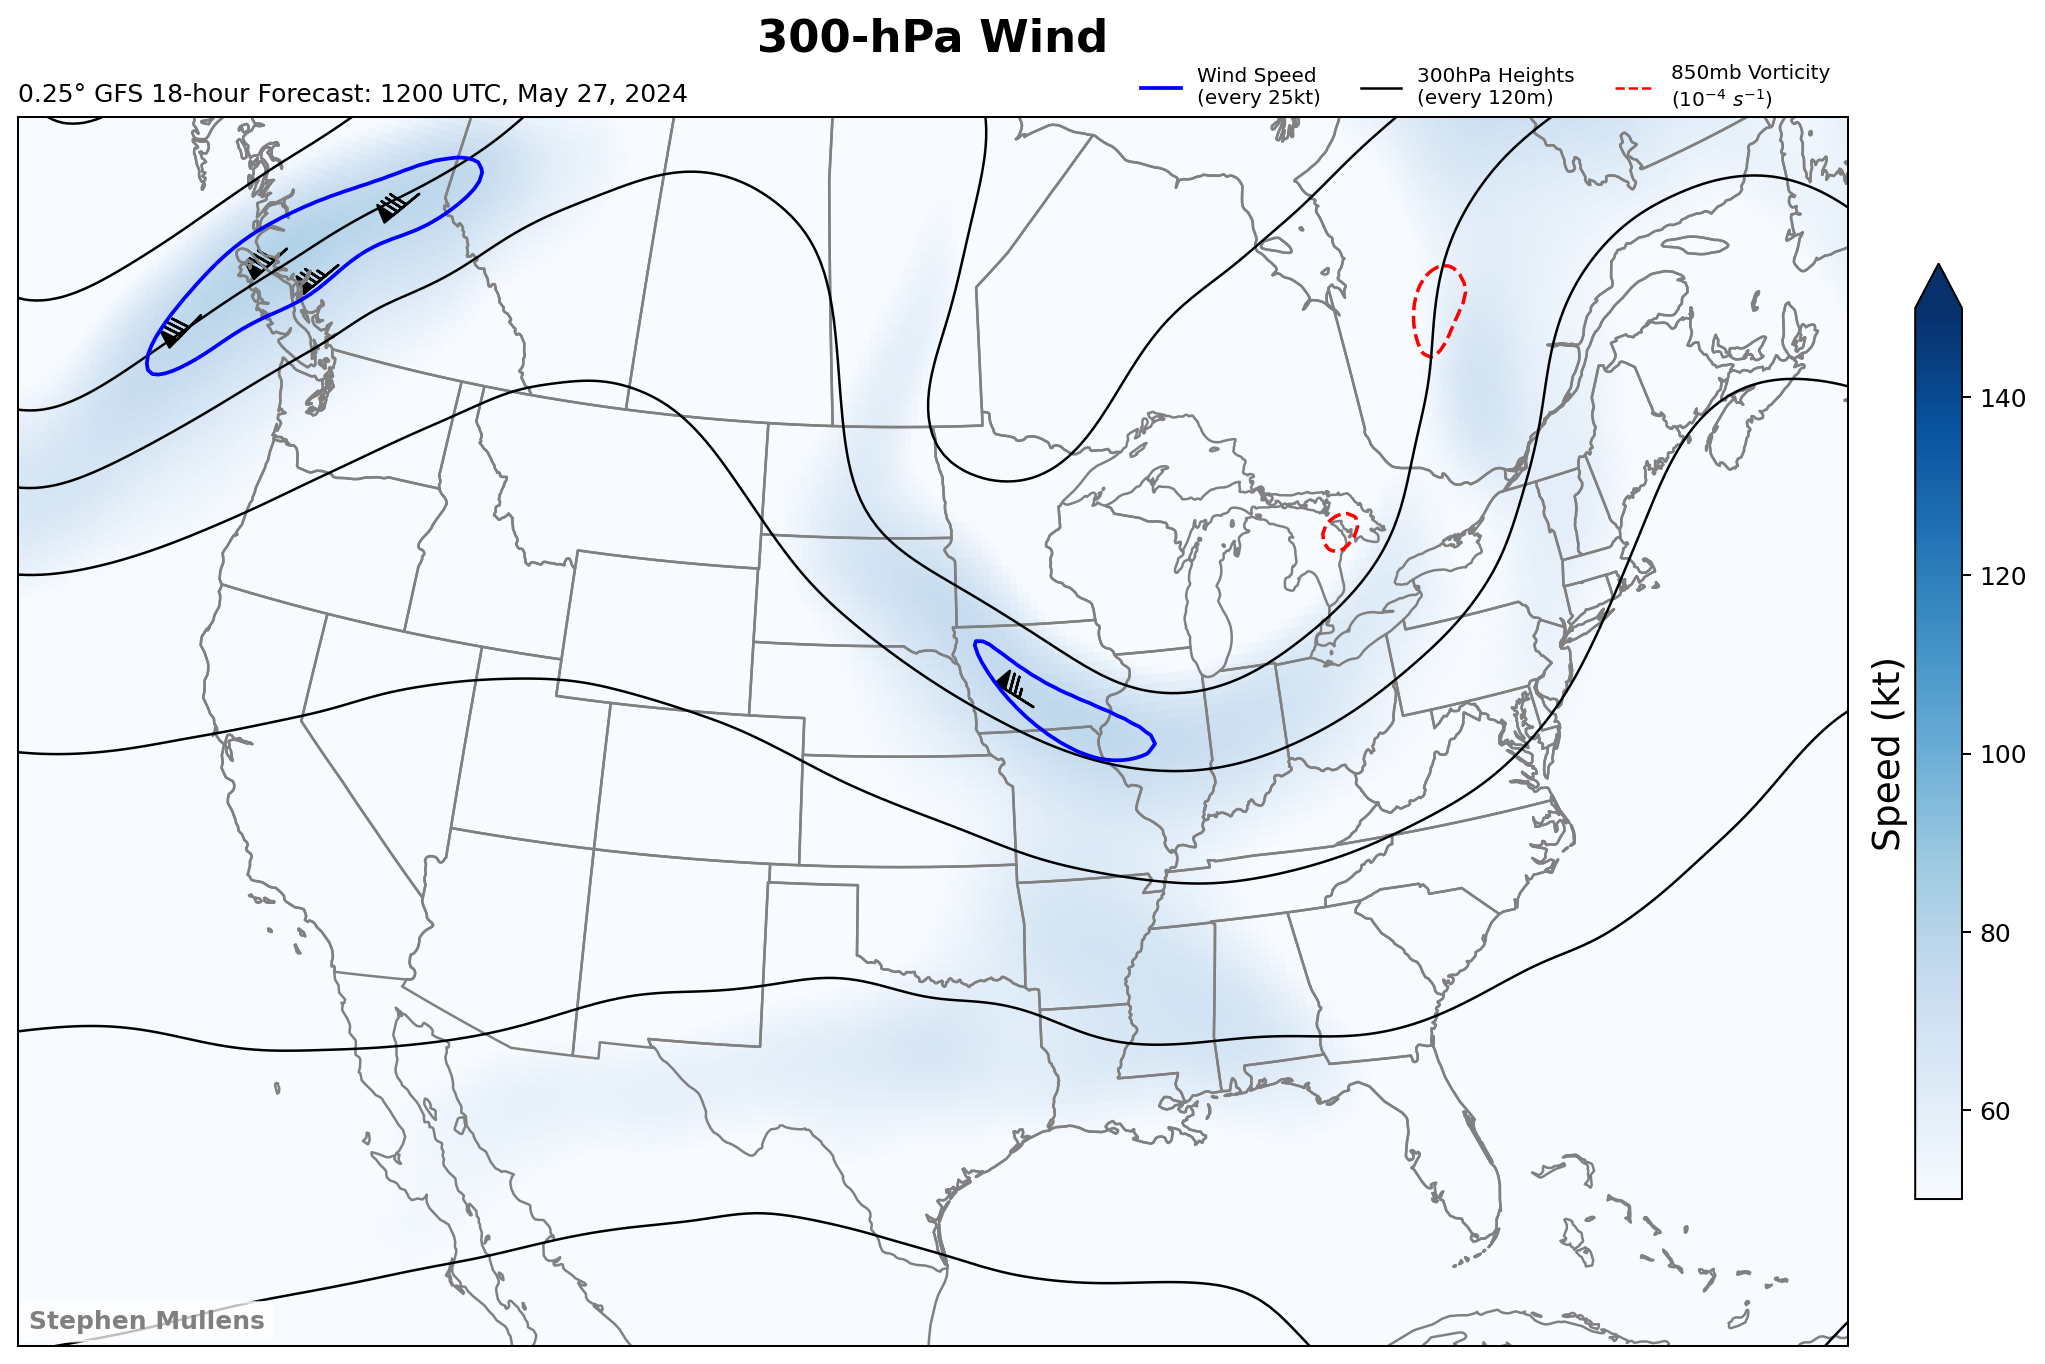 300-hPa Wind
0.25° GFS 18-hour Forecast: 1200 UTC, May 27, 2024
Wind Speed
(every 25kt)
300hPa Heights
(every 120m)
850mb Vorticity
(10⁻⁴ s⁻¹)
140
120
100
80
60
Speed (kt)
Stephen Mullens